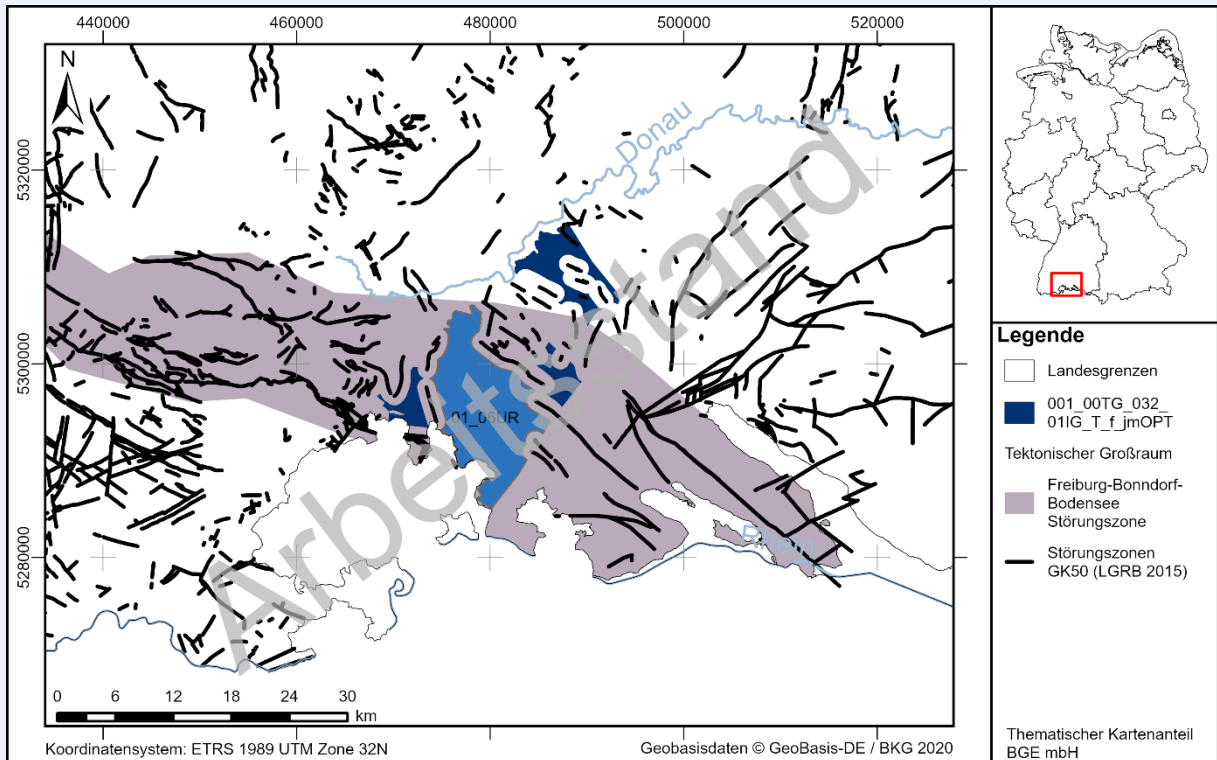 440000 460000 480000 500000 520000
N
5320000
5300000
5280000
Donau
01_06UR
Rhein
Arbeitsstand
0 6 12 18 24 30
km
Koordinatensystem: ETRS 1989 UTM Zone 32N
Geobasisdaten © GeoBasis-DE / BKG 2020
Legende
Landesgrenzen
001_00TG_032_
01IG_T_f_jmOPT
Tektonischer Großraum
Freiburg-Bonndorf-
Bodensee
Störungszone
Störungszonen
GK50 (LGRB 2015)
Thematischer Kartenanteil
BGE mbH